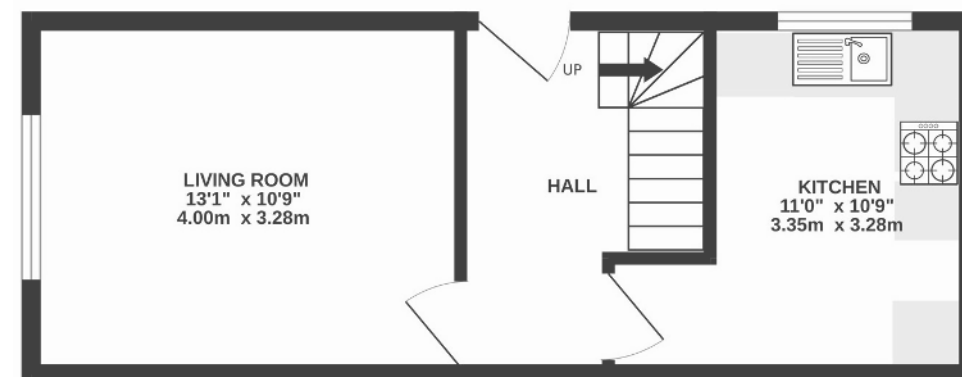 UP
LIVING ROOM
13'1" x 10'9"
4.00m x 3.28m
HALL
KITCHEN
11'0" x 10'9"
3.35m x 3.28m